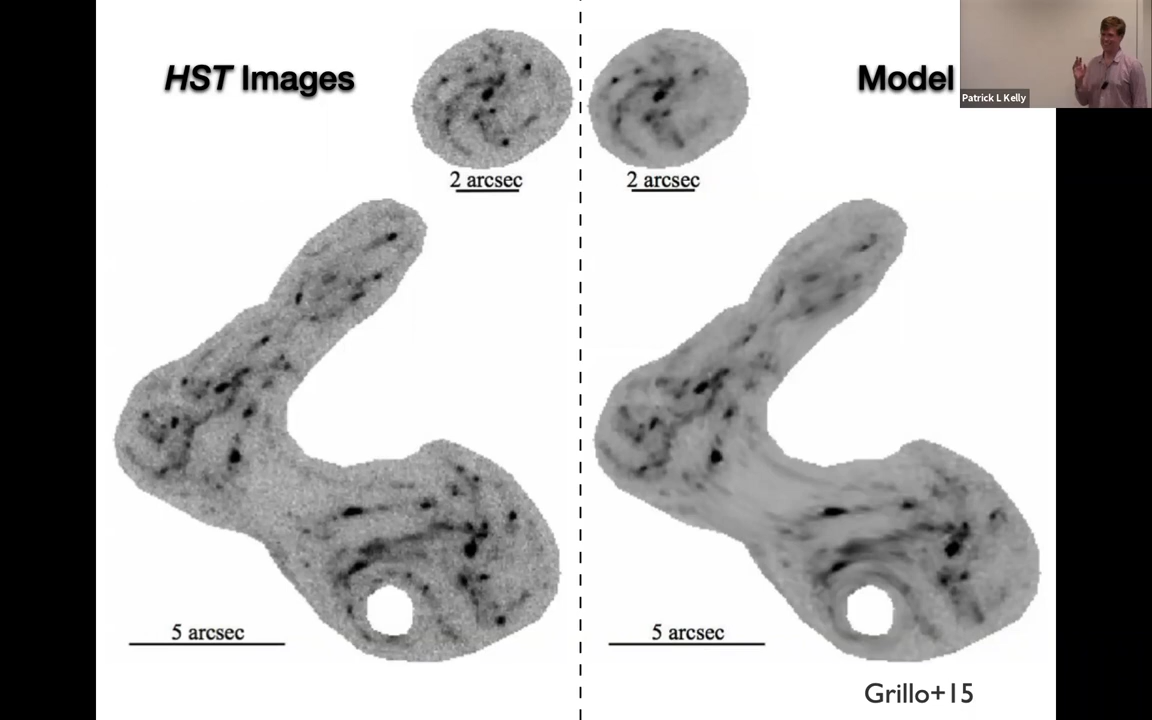 HST Images
Model
Patrick L Kelly
2 arcsec
2 arcsec
5 arcsec
5 arcsec
Grillo+15